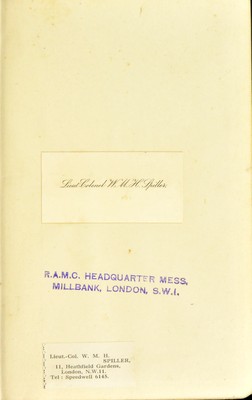 Lieut Colonel W. M. H. Spiller,
R.A.M.C. HEADQUARTER MESS,
MILLBANK, LONDON, S.W.1.
Lieut.-Col. W. M. H.
SPILLER,
11, Heathfield Gardens,
London, N.W.11.
Tel : Speedwell 6145.